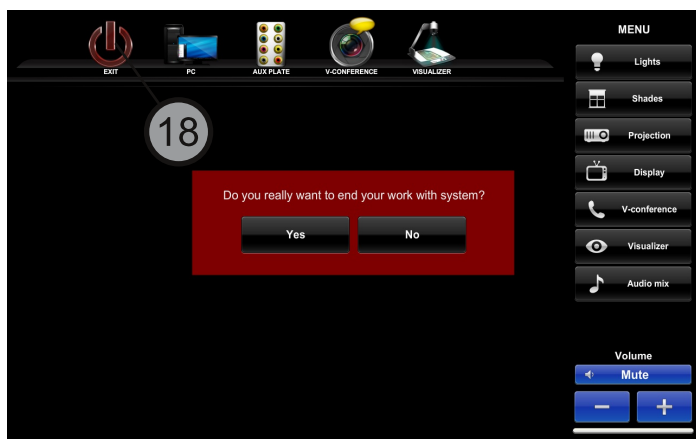 EXIT
PC
AUX PLATE
V-CONFERENCE
VISUALIZER
18
Do you really want to end your work with system?
Yes
No
MENU
Lights
Shades
Projection
Display
V-conference
Visualizer
Audio mix
Volume
Mute
− +